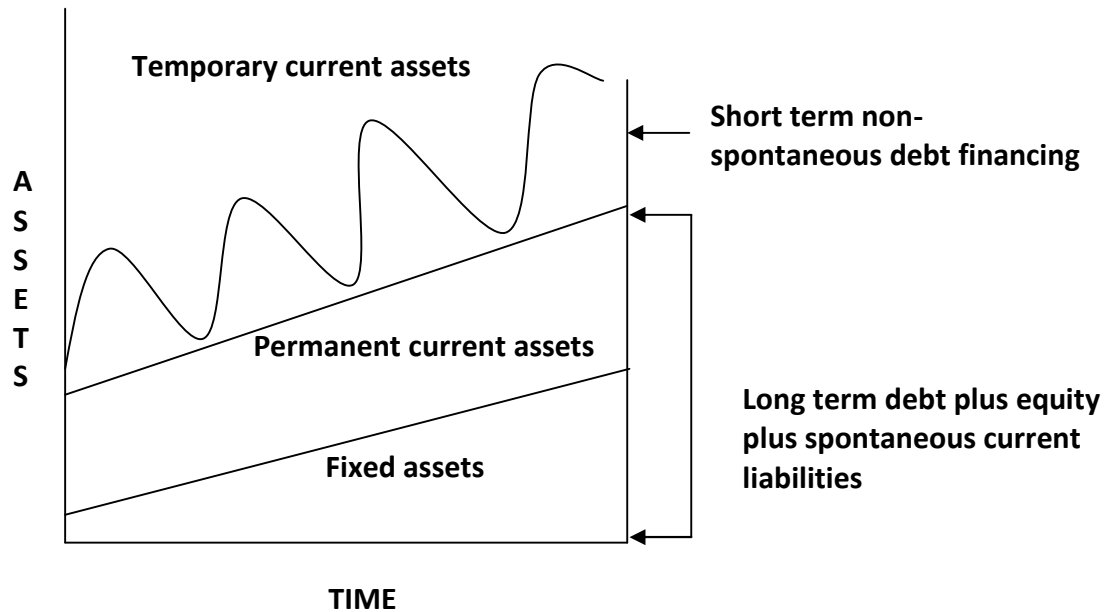 Temporary current assets
Short term non-
spontaneous debt financing
A
S
S
E
T
S
Permanent current assets
Long term debt plus equity
plus spontaneous current
liabilities
Fixed assets
TIME